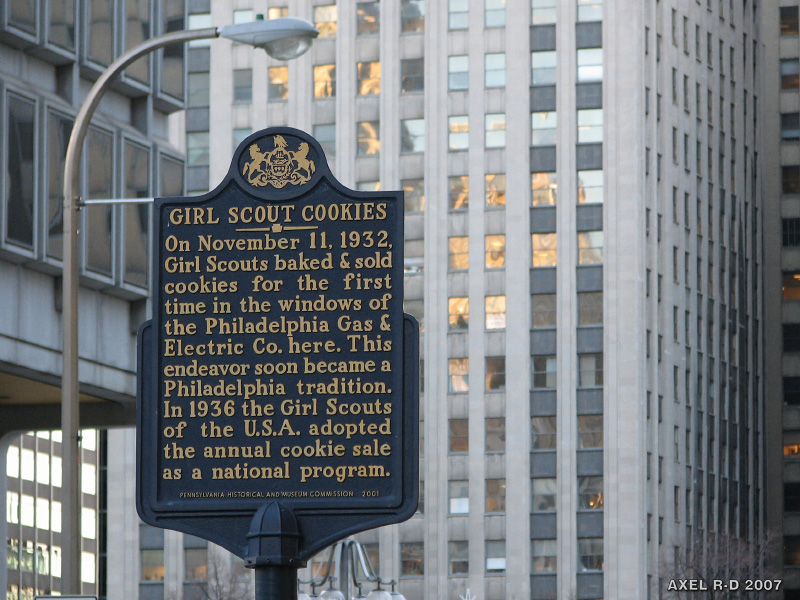 GIRL SCOUT COOKIES
On November 11, 1932,
Girl Scouts baked & sold
cookies for the first
time in the windows of
the Philadelphia Gas &
Electric Co. here. This
endeavor soon became a
Philadelphia tradition.
In 1936 the Girl Scouts
of the U.S.A. adopted
the annual cookie sale
as a national program.
PENNSYLVANIA HISTORICAL AND MUSEUM COMMISSION 2001
AXEL R-D 2007